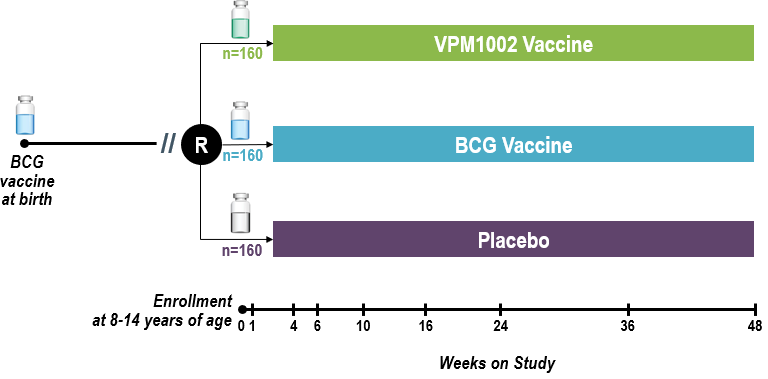 VPM1002 Vaccine
n=160
BCG
vaccine
at birth
//
R
BCG Vaccine
n=160
Placebo
n=160
Enrollment
at 8-14 years of age
0 1 4 6 10 16 24 36 48
Weeks on Study